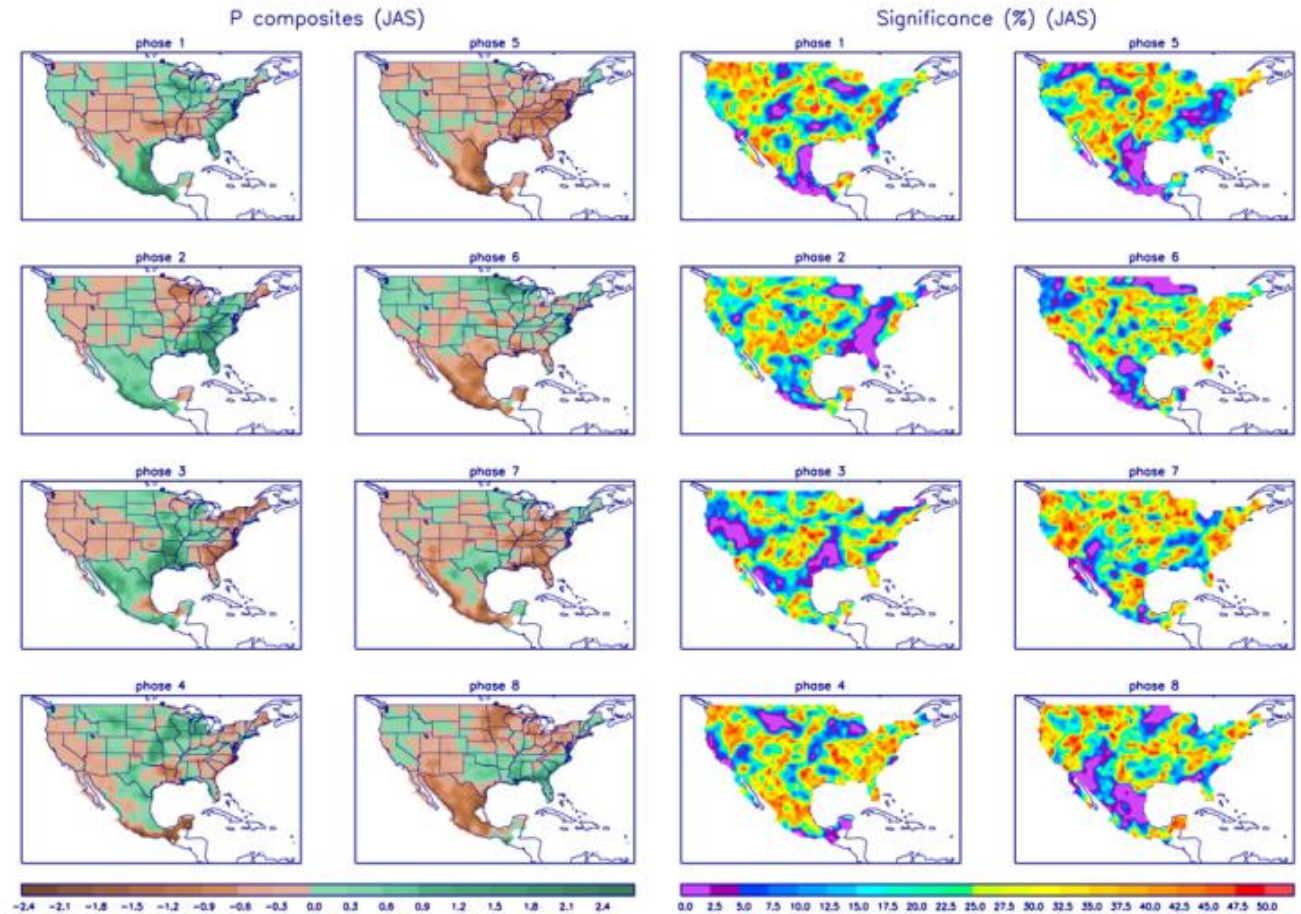 P composites (JAS)
Significance (%) (JAS)
phase 1
phase 5
phase 1
phase 5
phase 2
phase 6
phase 2
phase 6
phase 3
phase 7
phase 3
phase 7
phase 4
phase 8
phase 4
phase 8
−2.4 −2.1 −1.8 −1.5 −1.2 −0.9 −0.6 −0.3 0.0 0.3 0.6 0.9 1.2 1.5 1.8 2.1 2.4
0.0 2.5 5.0 7.5 10.0 12.5 15.0 17.5 20.0 22.5 25.0 27.5 30.0 32.5 35.0 37.5 40.0 42.5 45.0 47.5 50.0